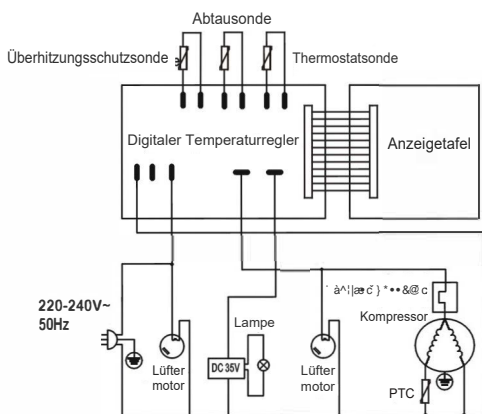 Abtausonde
Überhitzungsschutzsonde
Thermostatsonde
Digitaler Temperaturregler
Anzeigetafel
220-240V~
50Hz
Lampe
Kompressor
DC 35V
Lüfter
motor
Lüfter
motor
PTC